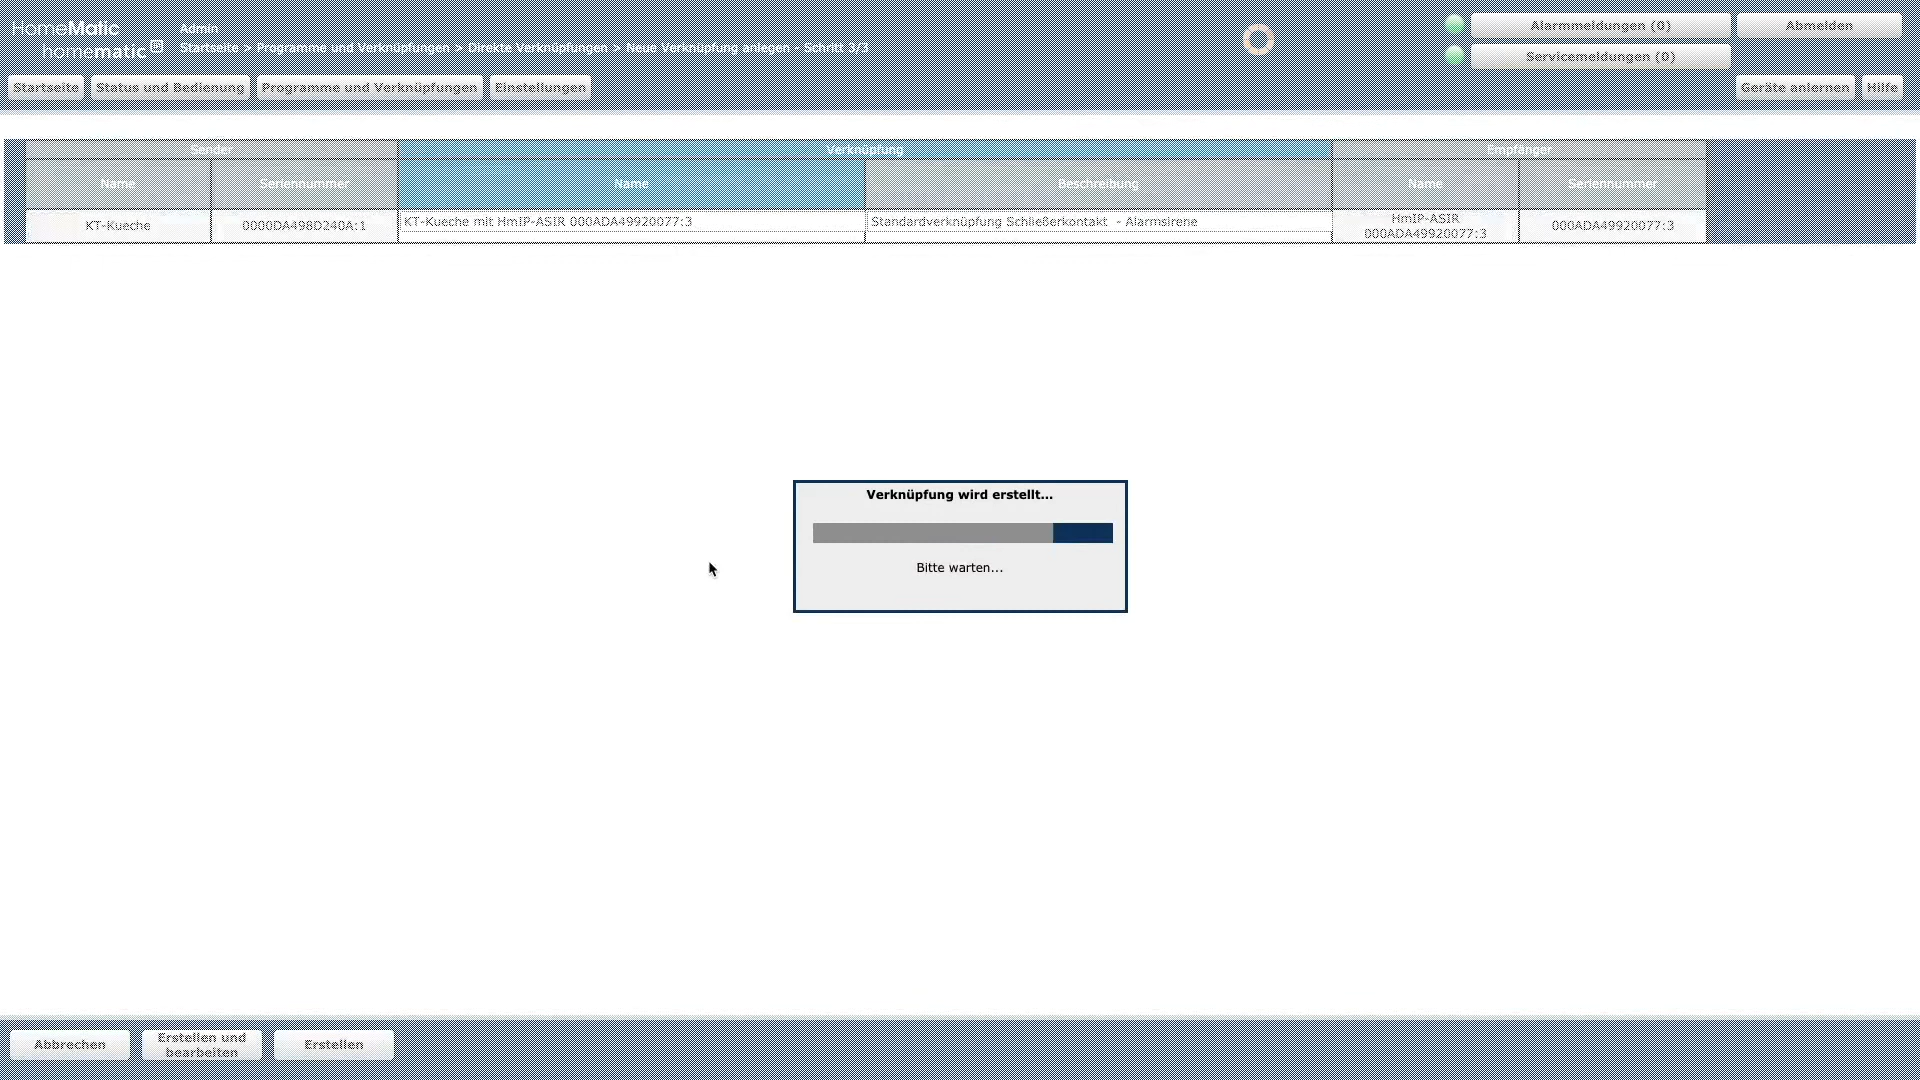 HomeMatic
homematic IP
Admin
Startseite > Programme und Verknüpfungen > Direkte Verknüpfungen > Neue Verknüpfung anlegen - Schritt 3/3
Alarmmeldungen (0)
Abmelden
Servicemeldungen (0)
Startseite
Status und Bedienung
Programme und Verknüpfungen
Einstellungen
Geräte anlernen
Hilfe
Sender
Verknüpfung
Empfänger
Name
Seriennummer
Name
Beschreibung
Name
Seriennummer
KT-Kueche
0000DA498D240A:1
KT-Kueche mit HmIP-ASIR 000ADA49920077:3
Standardverknüpfung Schließerkontakt - Alarmsirene
HmIP-ASIR
000ADA49920077:3
000ADA49920077:3
Verknüpfung wird erstellt...
Bitte warten...
Abbrechen
Erstellen und
bearbeiten
Erstellen